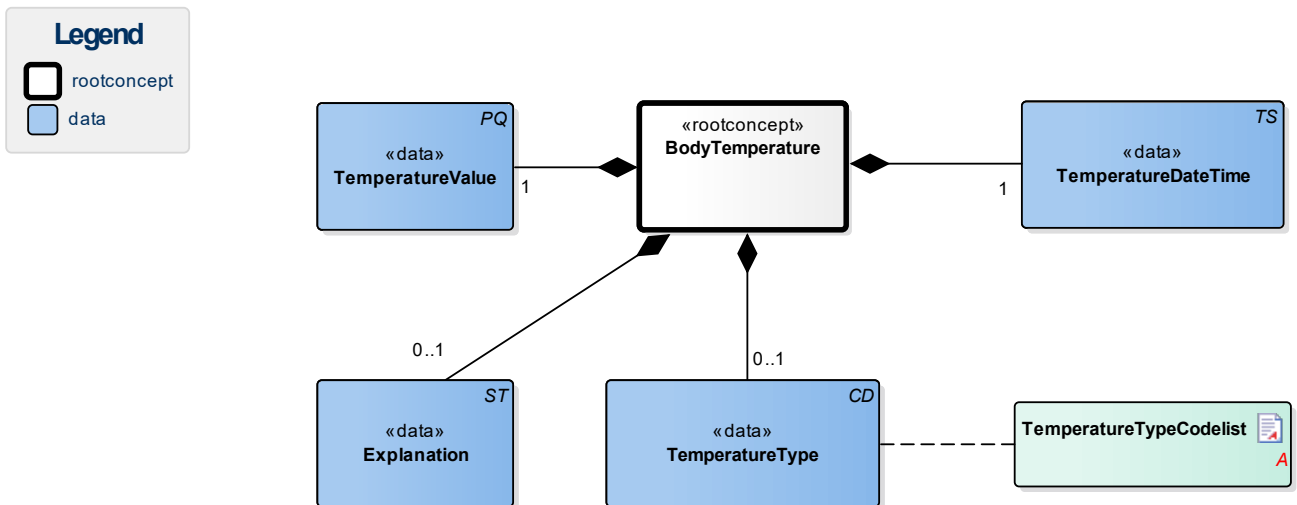 Legend
rootconcept
data
PQ
«data»
TemperatureValue
1
«rootconcept»
BodyTemperature
TS
«data»
TemperatureDateTime
1
0..1
0..1
ST
«data»
Explanation
CD
«data»
TemperatureType
TemperatureTypeCodelist
A